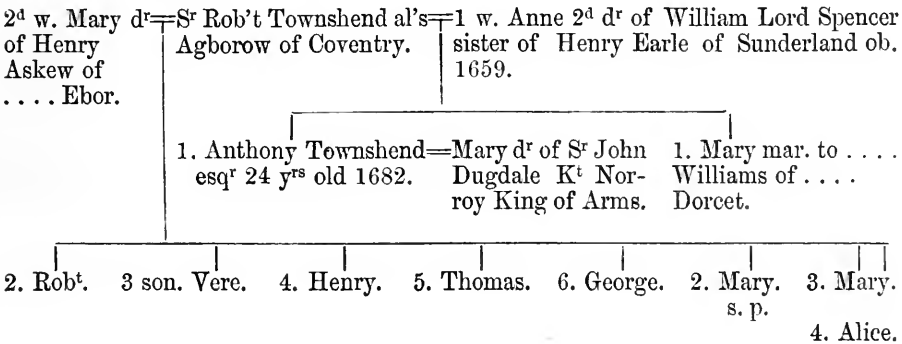 2ᵈ w. Mary dʳ
of Henry
Askew of
. . . . Ebor.
Sʳ Rob't Townshend al's
Agborow of Coventry.
1 w. Anne 2ᵈ dʳ of William Lord Spencer
sister of Henry Earle of Sunderland ob.
1659.
1. Anthony Townshend
esqʳ 24 yʳˢ old 1682.
Mary dʳ of Sʳ John
Dugdale Kᵗ Nor-
roy King of Arms.
1. Mary mar. to . . . .
Williams of . . . .
Dorcet.
2. Robᵗ. 3 son. Vere. 4. Henry. 5. Thomas. 6. George. 2. Mary. 3. Mary.
s. p.
4. Alice.